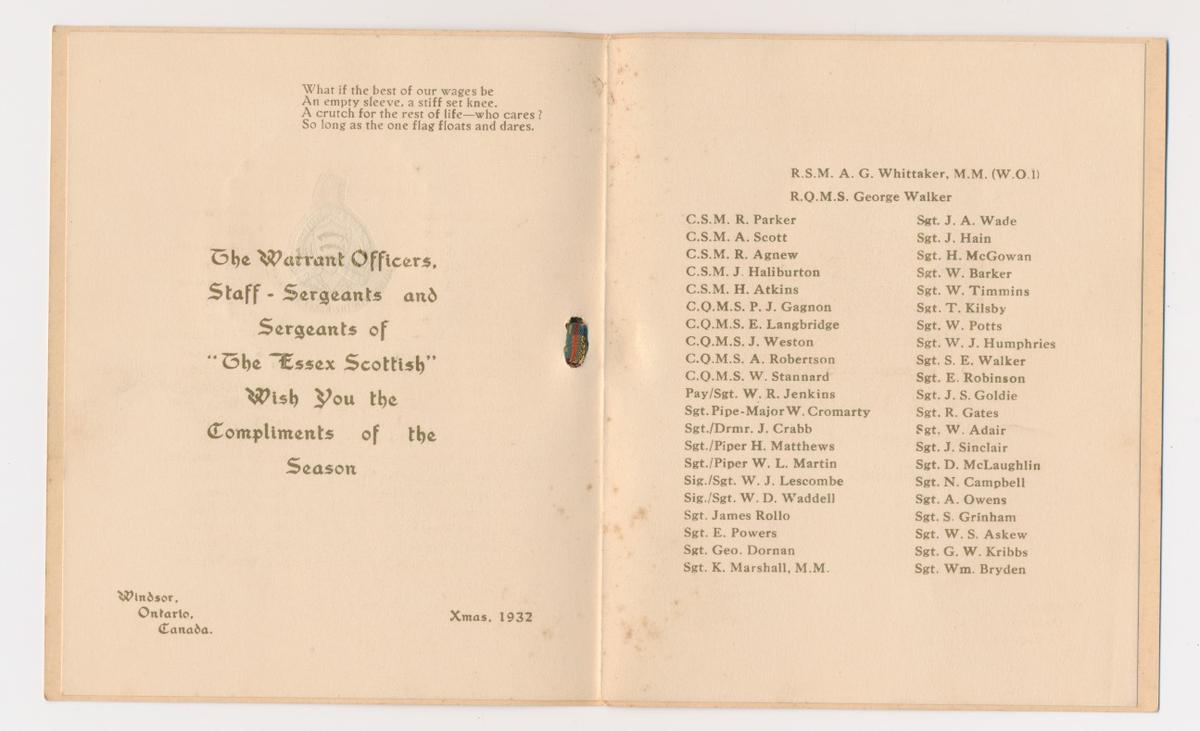 What if the best of our wages be
An empty sleeve, a stiff set knee.
A crutch for the rest of life—who cares?
So long as the one flag floats and dares.
The Warrant Officers,
Staff - Sergeants and
Sergeants of
"The Essex Scottish"
Wish You the
Compliments of the
Season
Windsor,
Ontario,
Canada.
Xmas, 1932
R.S.M. A. G. Whittaker, M.M. (W.O.1)
R.Q.M.S. George Walker
C.S.M. R. Parker
C.S.M. A. Scott
C.S.M. R. Agnew
C.S.M. J. Haliburton
C.S.M. H. Atkins
C.Q.M.S. P. J. Gagnon
C.Q.M.S. E. Langbridge
C.Q.M.S. J. Weston
C.Q.M.S. A. Robertson
C.Q.M.S. W. Stannard
Pay/Sgt. W. R. Jenkins
Sgt. Pipe-Major W. Cromarty
Sgt./Drmr. J. Crabb
Sgt./Piper H. Matthews
Sgt./Piper W. L. Martin
Sig./Sgt. W. J. Lescombe
Sig./Sgt. W. D. Waddell
Sgt. James Rollo
Sgt. E. Powers
Sgt. Geo. Dornan
Sgt. K. Marshall, M.M.
Sgt. J. A. Wade
Sgt. J. Hain
Sgt. H. McGowan
Sgt. W. Barker
Sgt. W. Timmins
Sgt. T. Kilsby
Sgt. W. Potts
Sgt. W. J. Humphries
Sgt. S. E. Walker
Sgt. E. Robinson
Sgt. J. S. Goldie
Sgt. R. Gates
Sgt. W. Adair
Sgt. J. Sinclair
Sgt. D. McLaughlin
Sgt. N. Campbell
Sgt. A. Owens
Sgt. S. Grinham
Sgt. W. S. Askew
Sgt. G. W. Kribbs
Sgt. Wm. Bryden